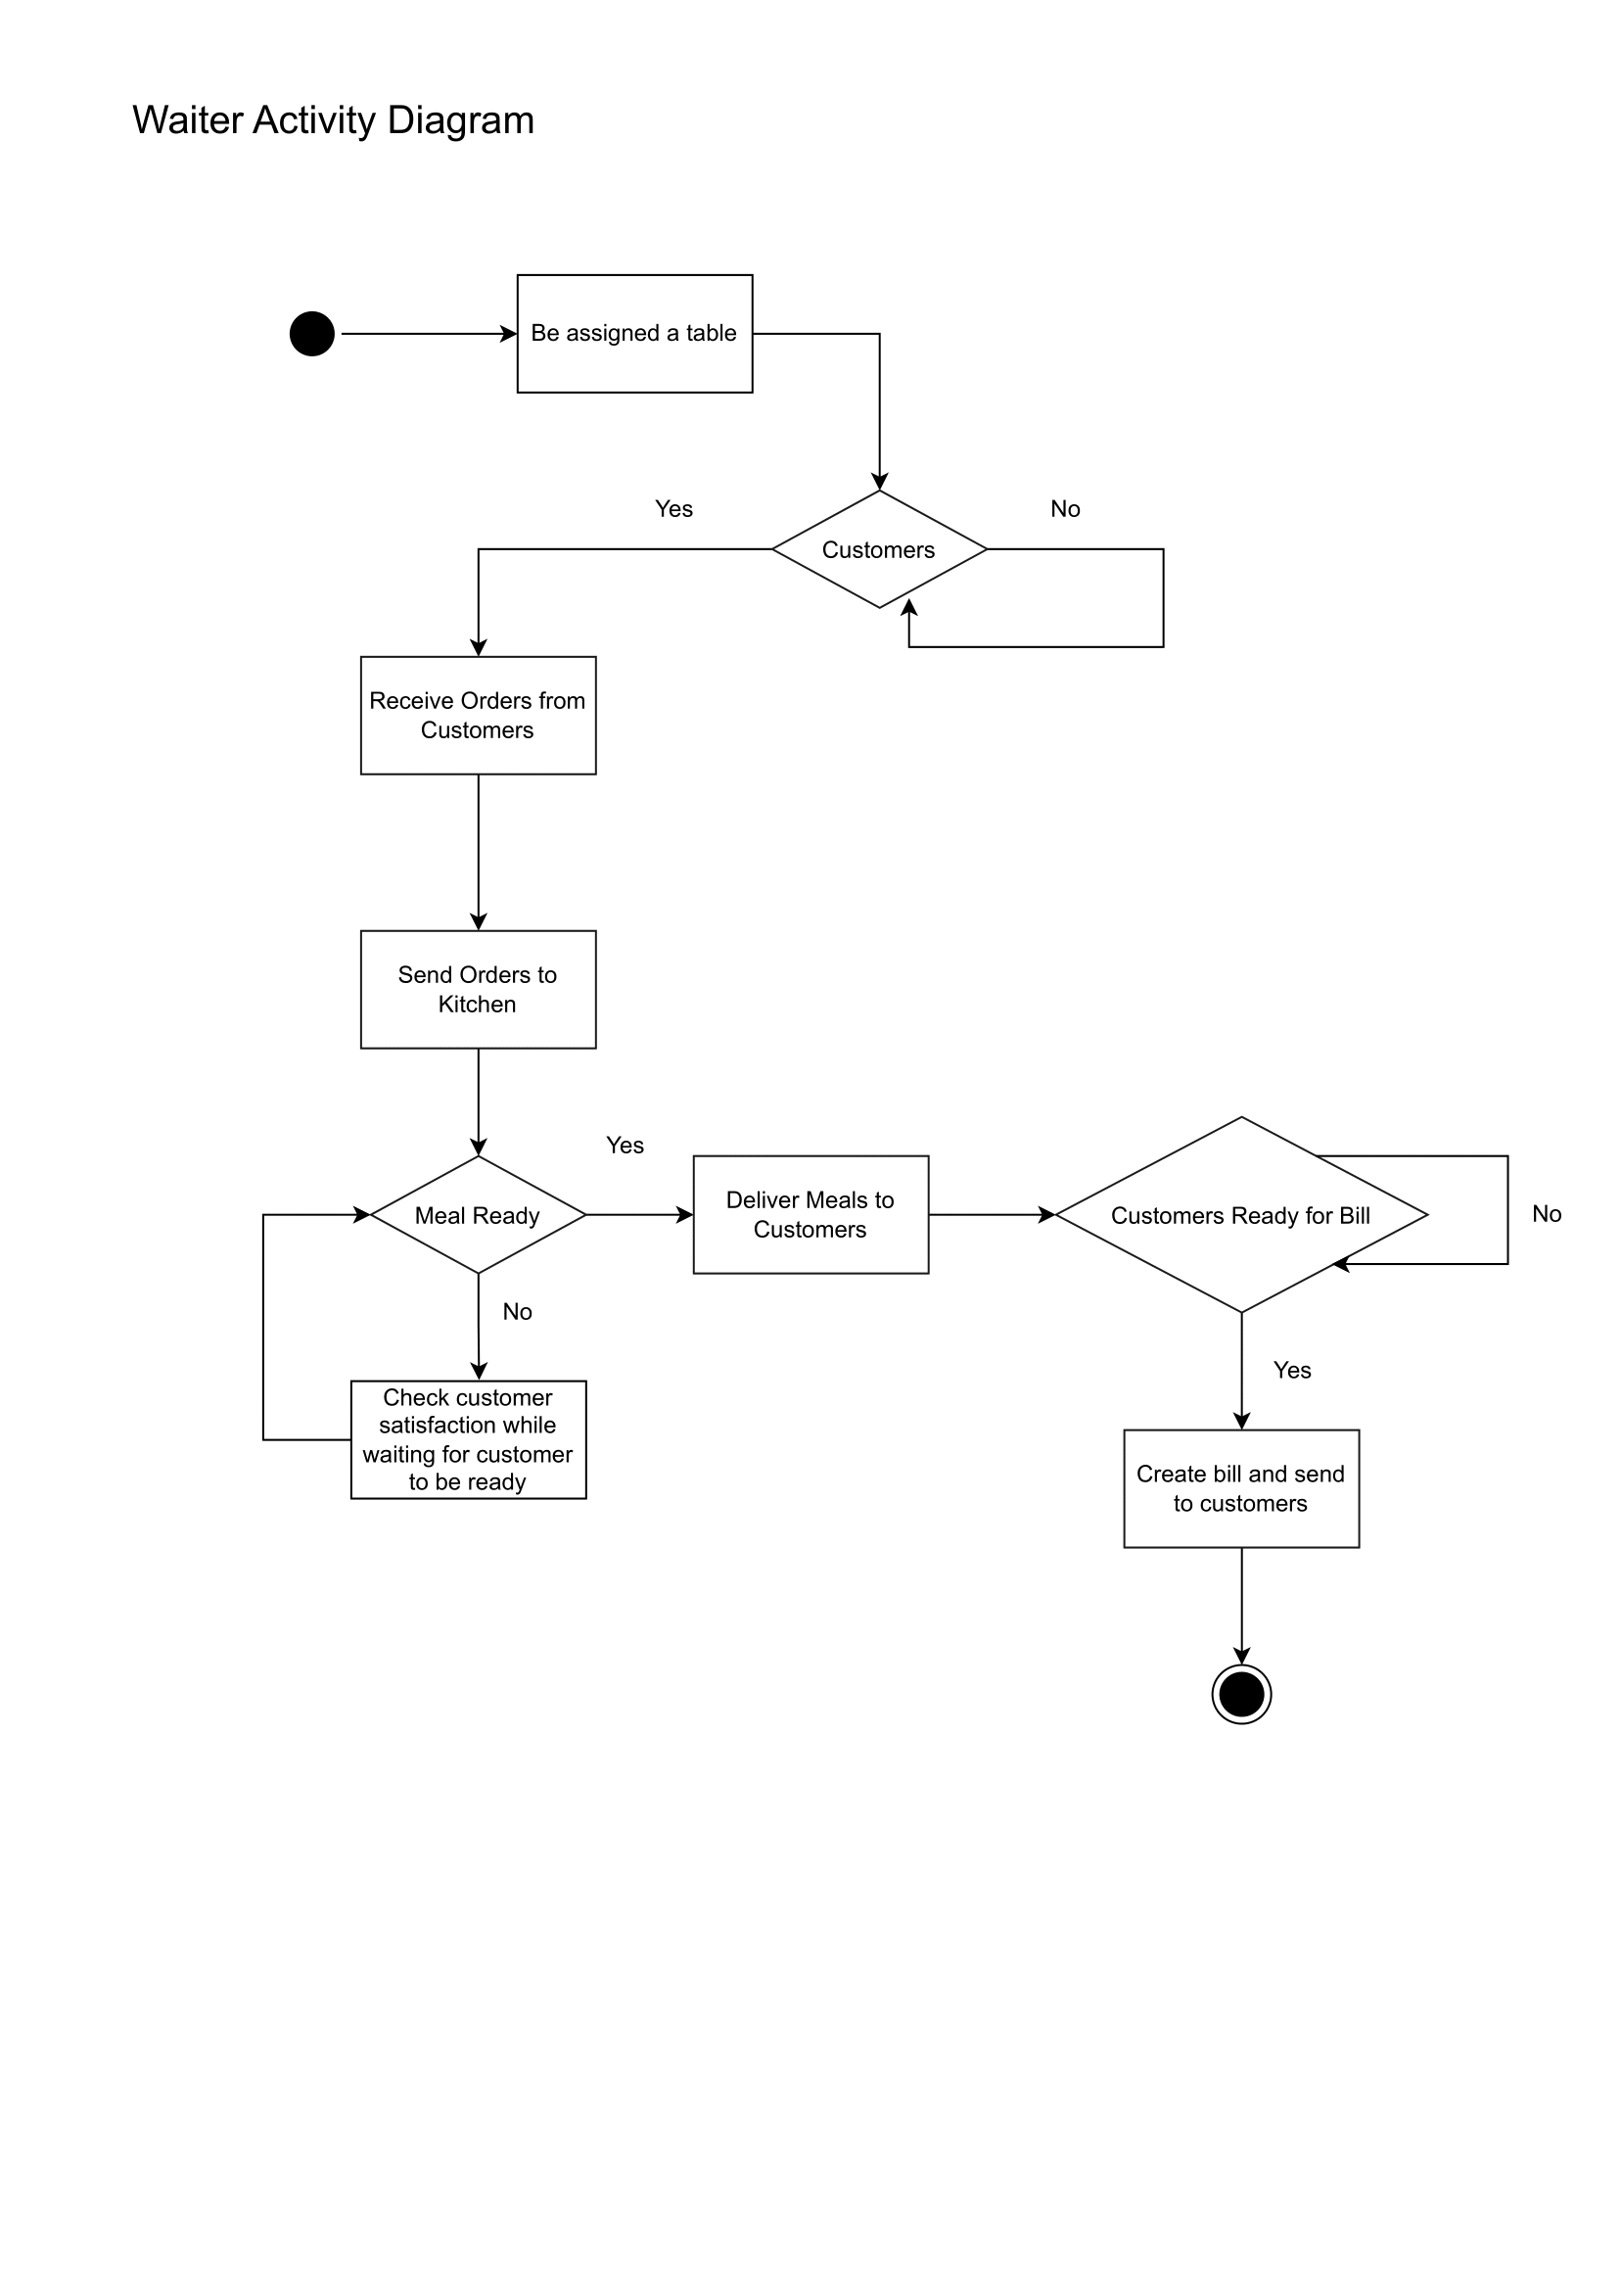 Waiter Activity Diagram
Be assigned a table
Yes
No
Customers
Receive Orders from
Customers
Send Orders to
Kitchen
Yes
Meal Ready
Deliver Meals to
Customers
Customers Ready for Bill
No
No
Yes
Check customer
satisfaction while
waiting for customer
to be ready
Create bill and send
to customers